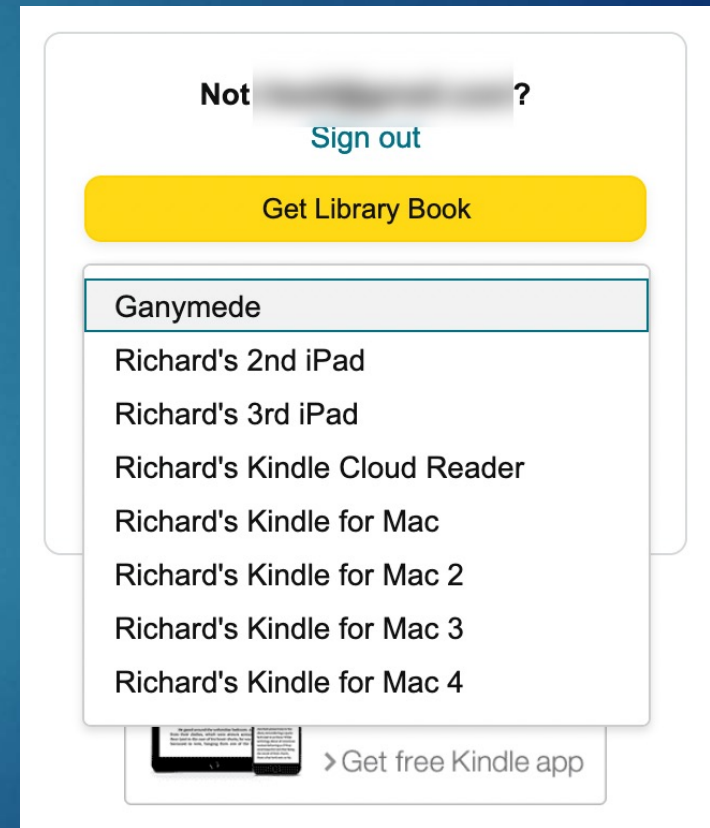 Not ?
Sign out
Get Library Book
Ganymede
Richard's 2nd iPad
Richard's 3rd iPad
Richard's Kindle Cloud Reader
Richard's Kindle for Mac
Richard's Kindle for Mac 2
Richard's Kindle for Mac 3
Richard's Kindle for Mac 4
>Get free Kindle app